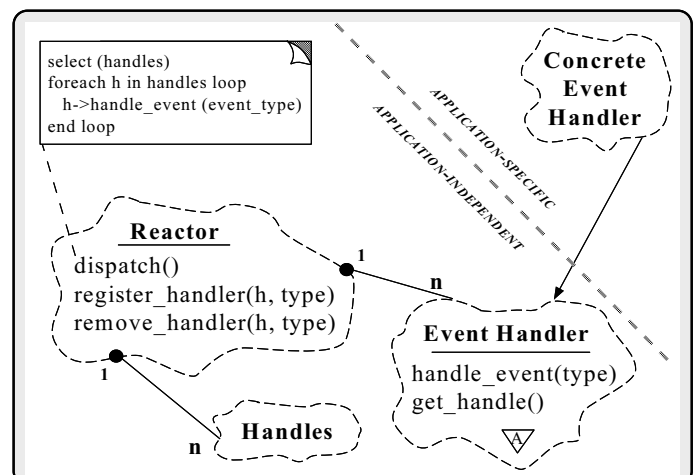 select (handles)
foreach h in handles loop
h->handle_event (event_type)
end loop
Concrete
Event
Handler
APPLICATION-SPECIFIC
APPLICATION-INDEPENDENT
Reactor
dispatch()
register_handler(h, type)
remove_handler(h, type)
1
n
1
n
Event Handler
handle_event(type)
get_handle()
A
Handles